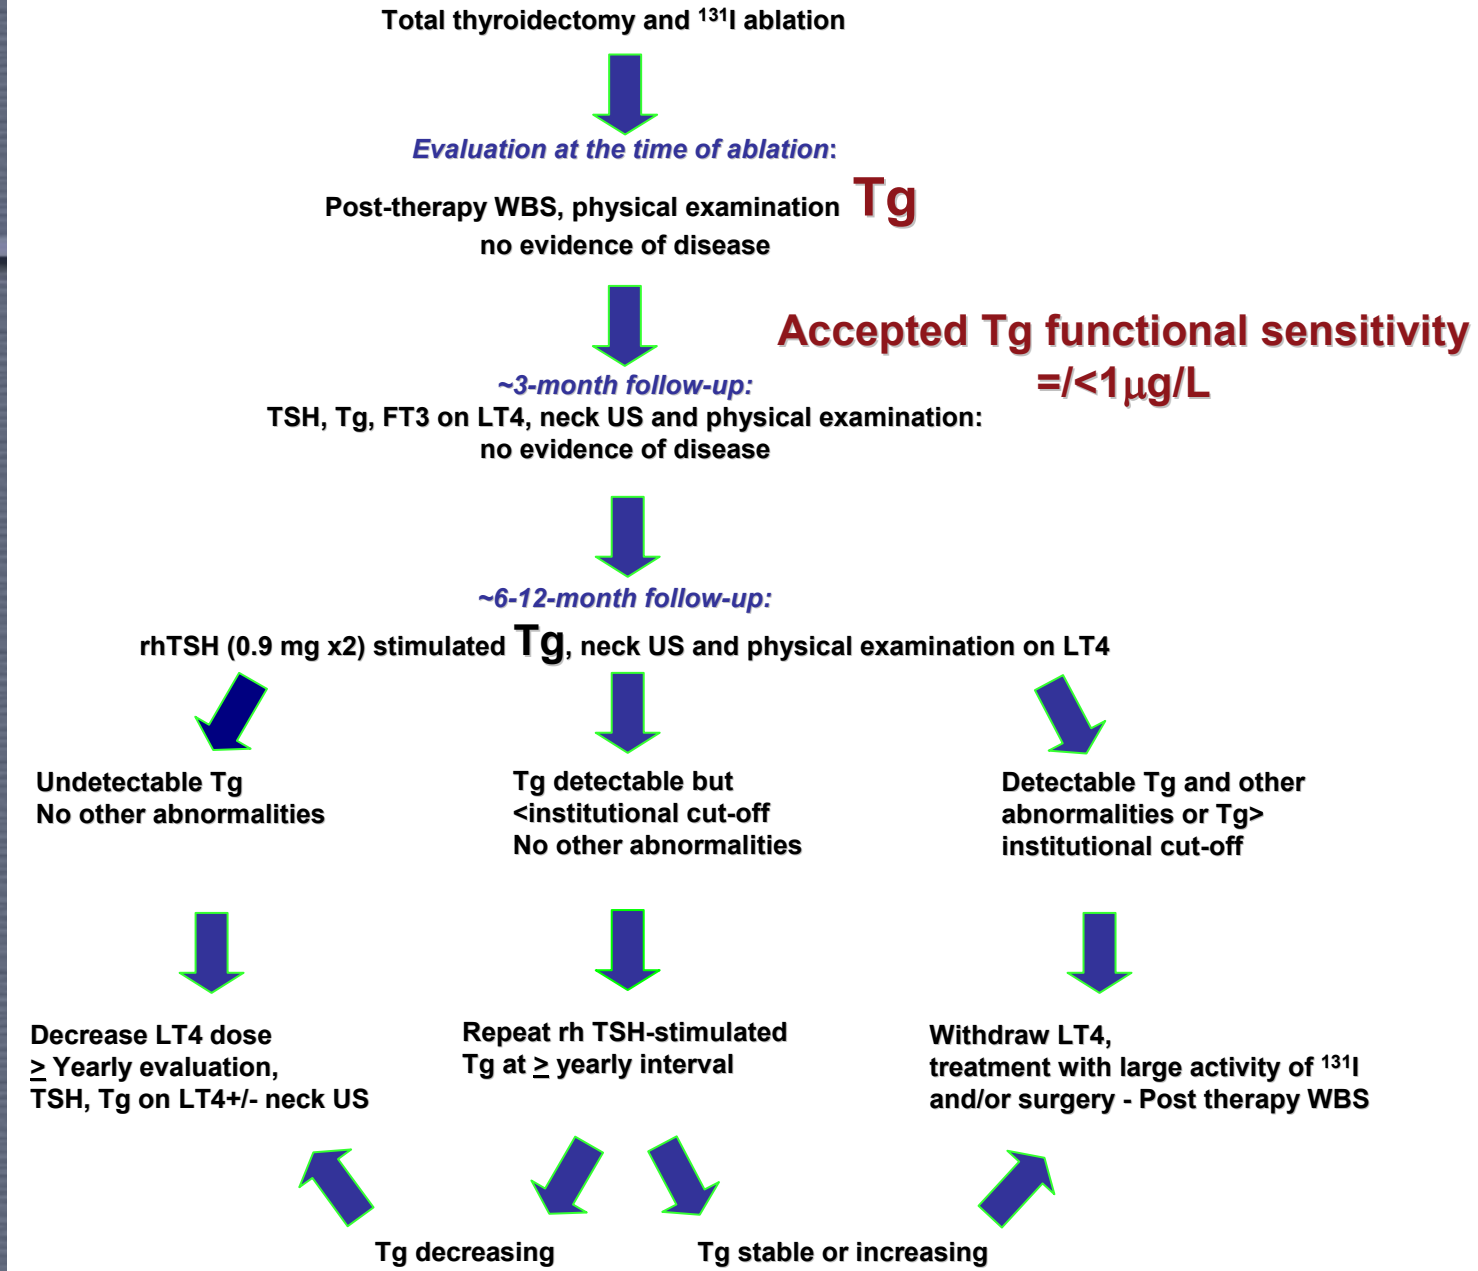 Total thyroidectomy and ¹³¹I ablation
Evaluation at the time of ablation:
Post-therapy WBS, physical examination Tg
no evidence of disease
Accepted Tg functional sensitivity
=/<1μg/L
~3-month follow-up:
TSH, Tg, FT3 on LT4, neck US and physical examination:
no evidence of disease
~6-12-month follow-up:
rhTSH (0.9 mg x2) stimulated Tg, neck US and physical examination on LT4
Undetectable Tg
No other abnormalities
Tg detectable but
<institutional cut-off
No other abnormalities
Detectable Tg and other
abnormalities or Tg>
institutional cut-off
Decrease LT4 dose
≥ Yearly evaluation,
TSH, Tg on LT4+/- neck US
Repeat rh TSH-stimulated
Tg at ≥ yearly interval
Withdraw LT4,
treatment with large activity of ¹³¹I
and/or surgery - Post therapy WBS
Tg decreasing
Tg stable or increasing